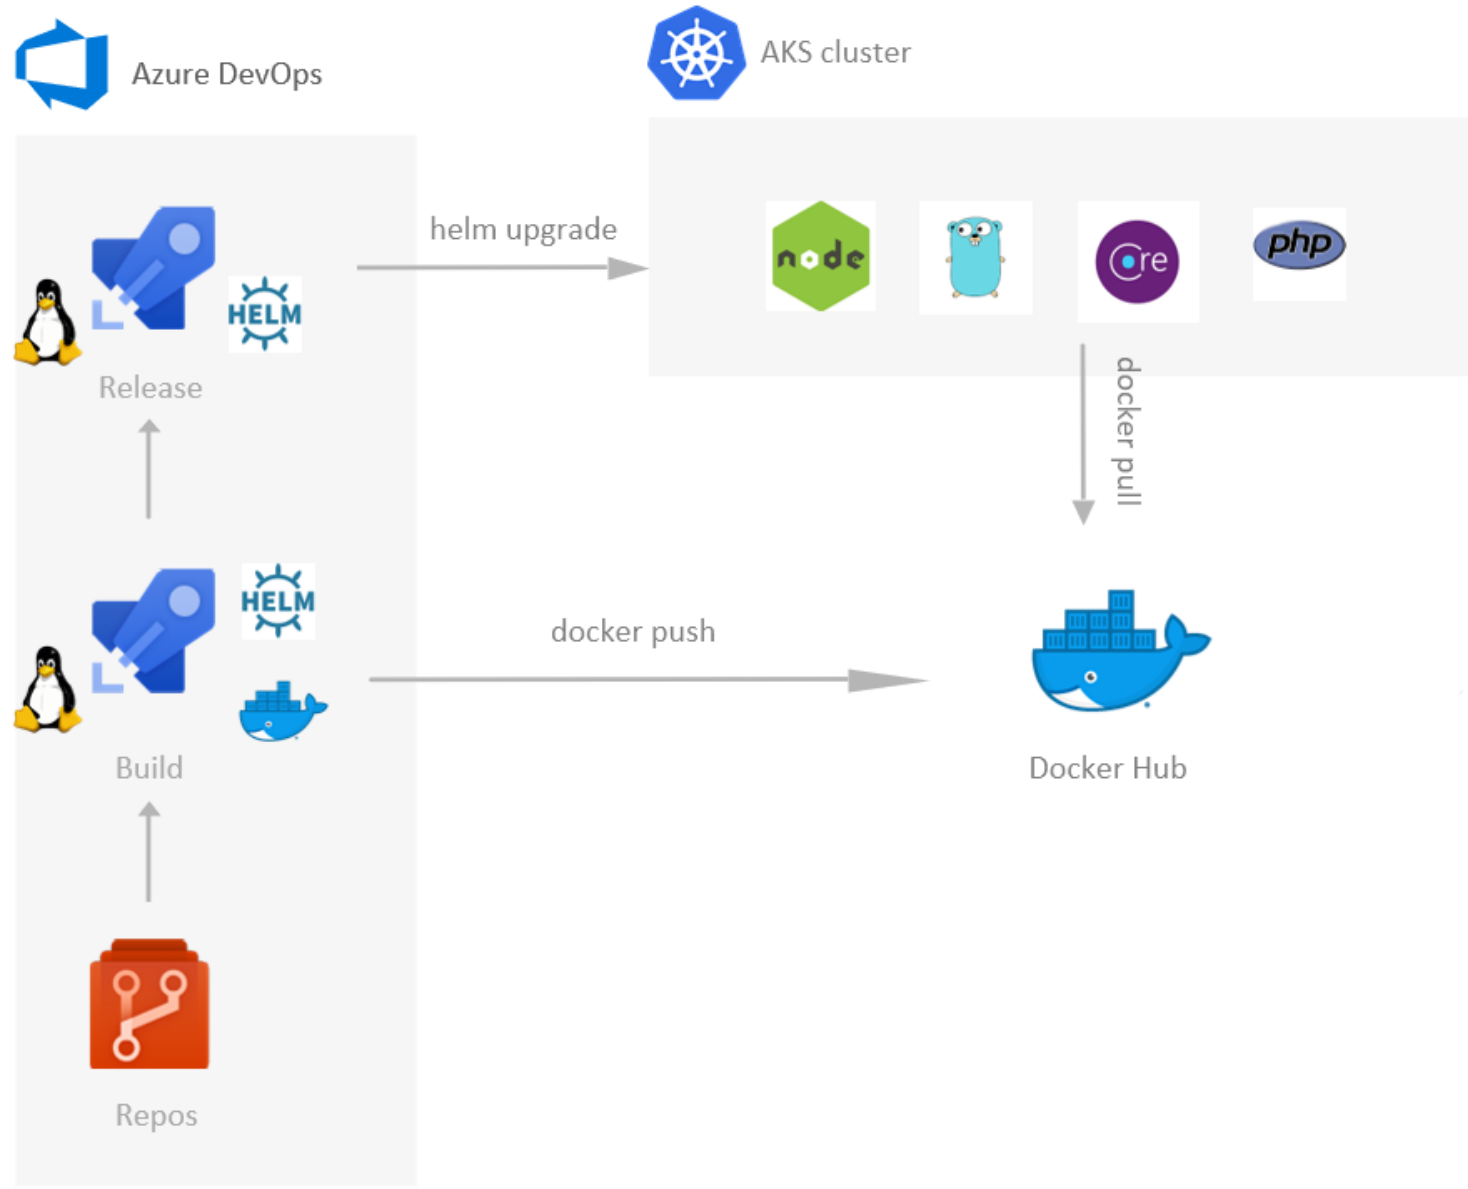 Azure DevOps
AKS cluster
helm upgrade
node
Core
php
HELM
Release
docker pull
HELM
docker push
Build
Docker Hub
Repos